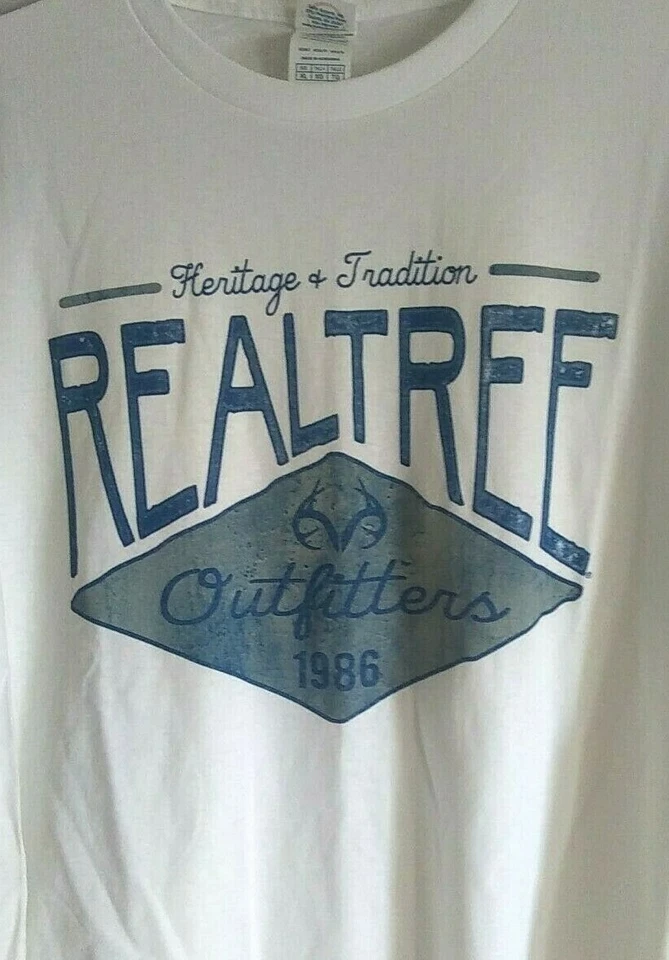 Heritage & Tradition
REALTREE
Outfitters
1986